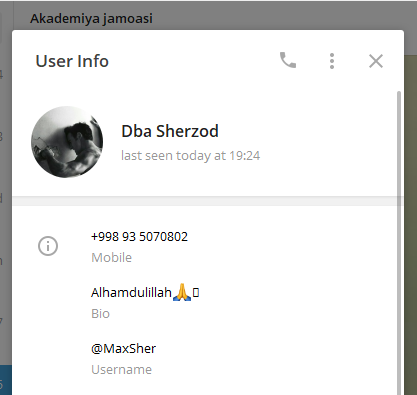 Akademiya jamoasi
User Info
Dba Sherzod
last seen today at 19:24
+998 93 5070802
Mobile
Alhamdulillah🙏
Bio
@MaxSher
Username